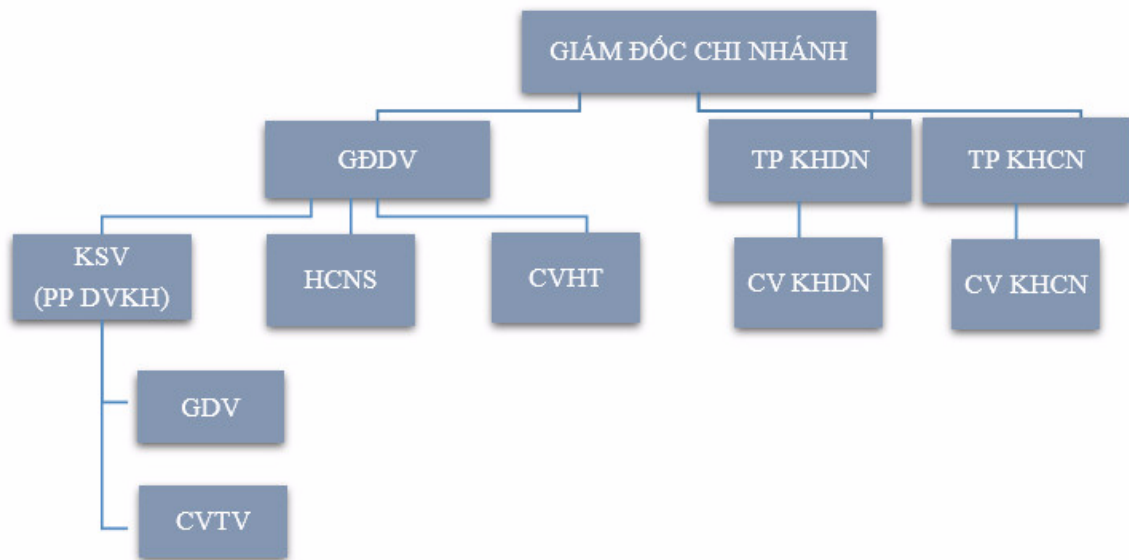 GIÁM ĐỐC CHI NHÁNH
GĐDV
TP KHDN
TP KHCN
KSV
(PP DVKH)
HCNS
CVHT
CV KHDN
CV KHCN
GDV
CVTV